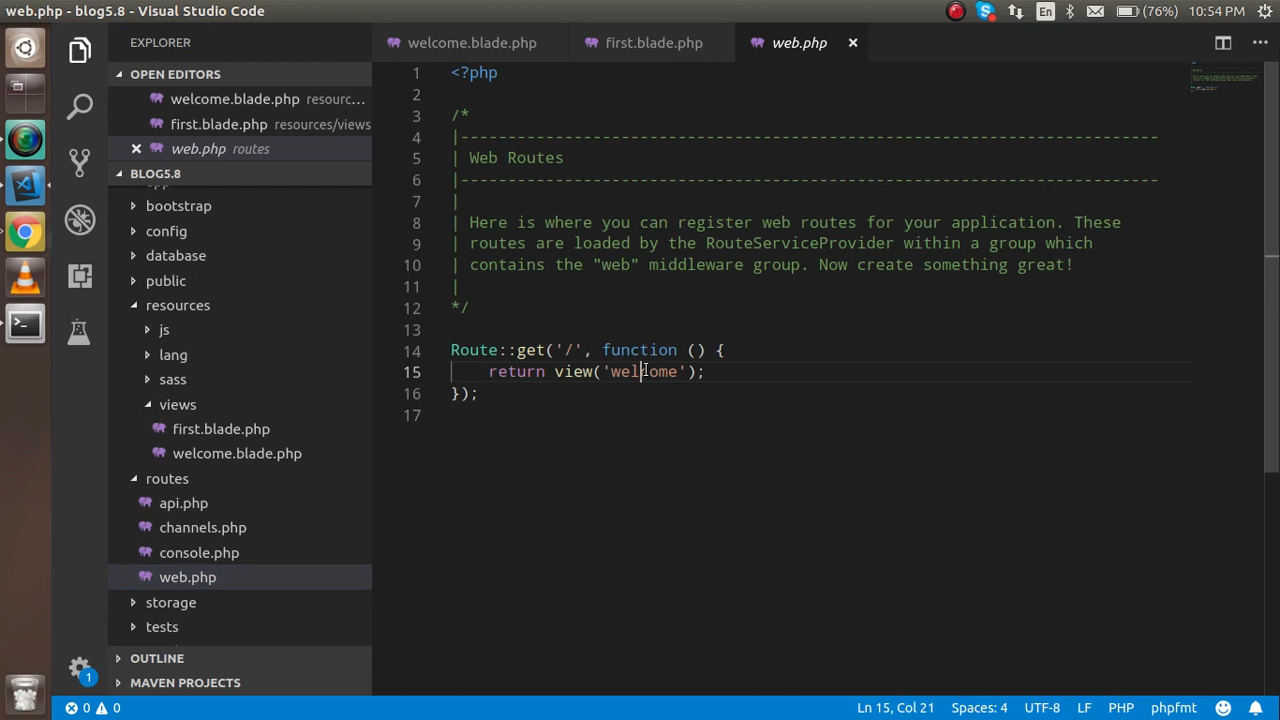 web.php - blog5.8 - Visual Studio Code
En
(76%)
10:54 PM
EXPLORER
OPEN EDITORS
welcome.blade.php resourc...
first.blade.php resources/views
web.php routes
BLOG5.8
bootstrap
config
database
public
resources
js
lang
sass
views
first.blade.php
welcome.blade.php
routes
api.php
channels.php
console.php
web.php
storage
tests
OUTLINE
MAVEN PROJECTS
1
welcome.blade.php
first.blade.php
web.php
1 <?php
2
3 /*
4 |--------------------------------------------------------------------------
5 | Web Routes
6 |--------------------------------------------------------------------------
7 |
8 | Here is where you can register web routes for your application. These
9 | routes are loaded by the RouteServiceProvider within a group which
10 | contains the "web" middleware group. Now create something great!
11 |
12 */
13
14 Route::get('/', function () {
15     return view('welcome');
16 });
17
0 0
Ln 15, Col 21
Spaces: 4
UTF-8
LF
PHP
phpfmt